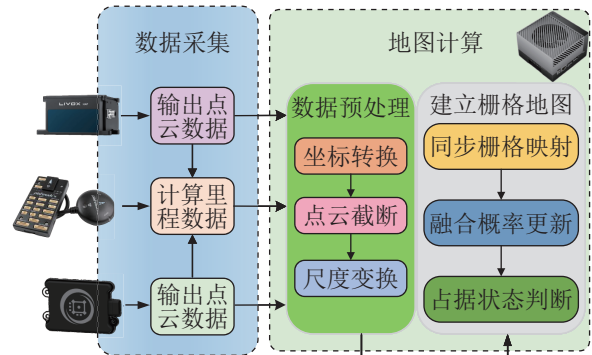 数据采集
地图计算
LIVOX
输出点
云数据
数据预处理
建立栅格地图
坐标转换
同步栅格映射
计算里
程数据
点云截断
融合概率更新
尺度变换
输出点
云数据
占据状态判断